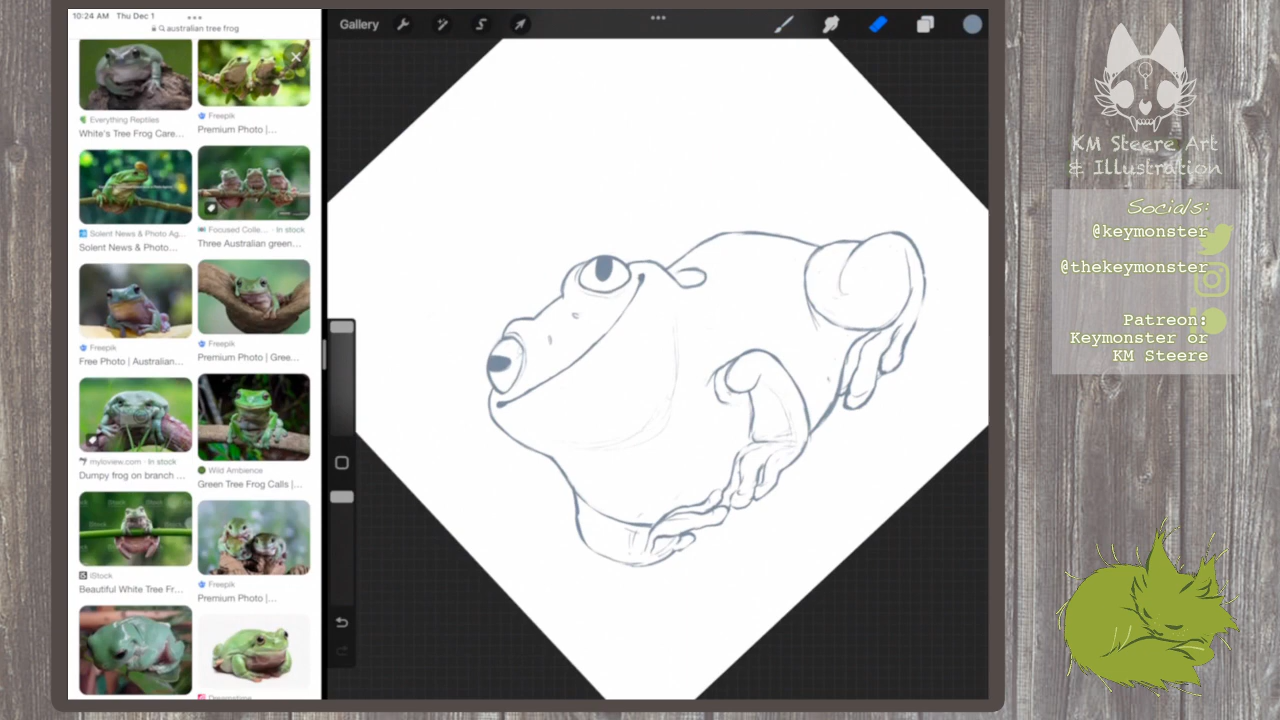 10:24 AM Thu Dec 1
australian tree frog
Everything Reptiles
White's Tree Frog Care...
Freepik
Premium Photo |...
Solent News & Photo Ag...
Solent News & Photo...
Focused Colle... · In stock
Three Australian green...
Freepik
Free Photo | Australian...
Freepik
Premium Photo | Gree...
myloview.com · In stock
Dumpy frog on branch ...
Wild Ambience
Green Tree Frog Calls |...
iStock
Beautiful White Tree Fr...
Freepik
Premium Photo |...
Dreamstime
Gallery
KM Steere Art
& Illustration
Socials:
@keymonster
@thekeymonster
Patreon:
Keymonster or
KM Steere